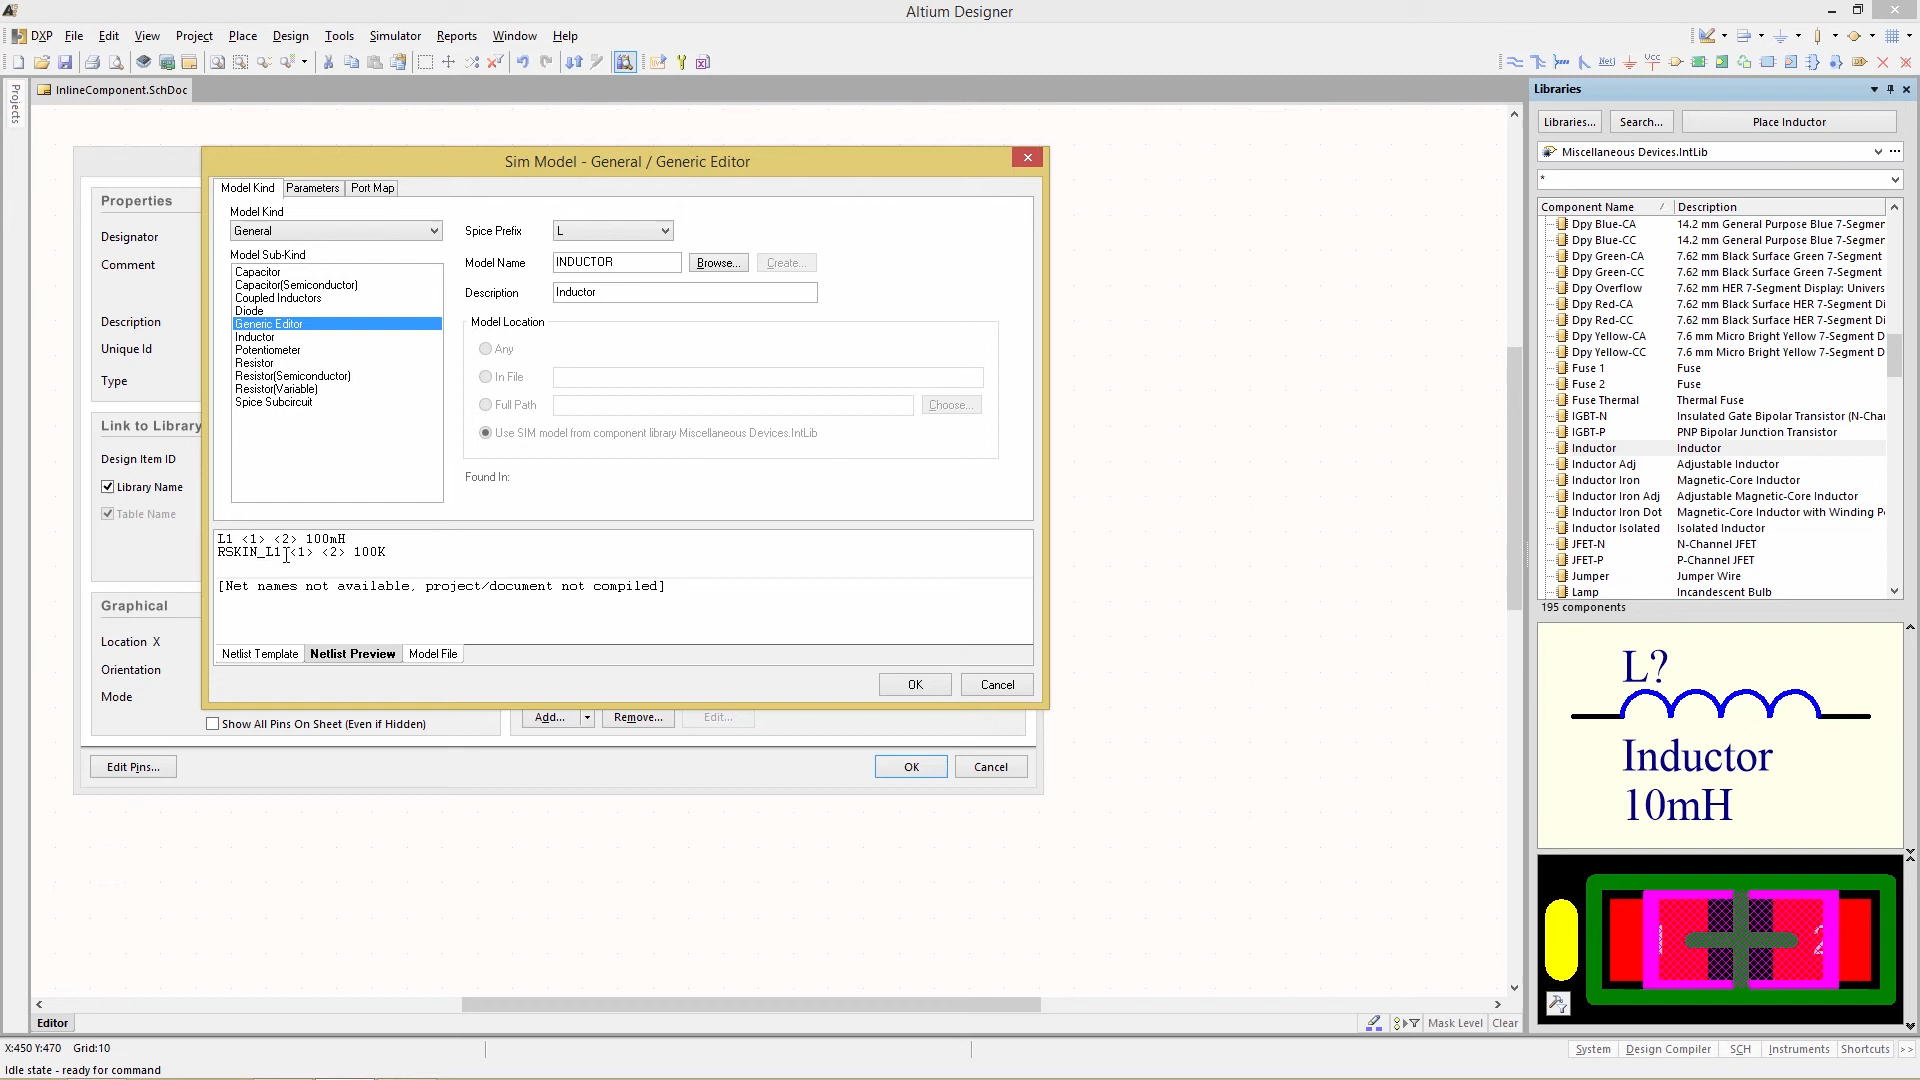 Altium Designer
DXP File Edit View Project Place Design Tools Simulator Reports Window Help
InlineComponent.SchDoc
Projects
Sim Model - General / Generic Editor
Model Kind Parameters Port Map
Model Kind
General
Model Sub-Kind
Capacitor
Capacitor(Semiconductor)
Coupled Inductors
Diode
Generic Editor
Inductor
Potentiometer
Resistor
Resistor(Semiconductor)
Resistor(Variable)
Spice Subcircuit
Spice Prefix L
Model Name INDUCTOR Browse... Create...
Description Inductor
Model Location
Any
In File
Full Path Choose...
Use SIM model from component library Miscellaneous Devices.IntLib
Found In:
L1 <1> <2> 100mH
RSKIN_L1 <1> <2> 100K
[Net names not available, project/document not compiled]
Netlist Template Netlist Preview Model File
OK Cancel
Properties
Designator
Comment
Description
Unique Id
Type
Link to Library
Design Item ID
Library Name
Table Name
Graphical
Location X
Orientation
Mode
Show All Pins On Sheet (Even if Hidden)
Add... Remove... Edit...
Edit Pins... OK Cancel
Libraries
Libraries... Search... Place Inductor
Miscellaneous Devices.IntLib
*
Component Name Description
Dpy Blue-CA 14.2 mm General Purpose Blue 7-Segmer
Dpy Blue-CC 14.2 mm General Purpose Blue 7-Segmer
Dpy Green-CA 7.62 mm Black Surface Green 7-Segment
Dpy Green-CC 7.62 mm Black Surface Green 7-Segment
Dpy Overflow 7.62 mm HER 7-Segment Display: Univers
Dpy Red-CA 7.62 mm Black Surface HER 7-Segment Di
Dpy Red-CC 7.62 mm Black Surface HER 7-Segment Di
Dpy Yellow-CA 7.6 mm Micro Bright Yellow 7-Segment D
Dpy Yellow-CC 7.6 mm Micro Bright Yellow 7-Segment D
Fuse 1 Fuse
Fuse 2 Fuse
Fuse Thermal Thermal Fuse
IGBT-N Insulated Gate Bipolar Transistor (N-Char
IGBT-P PNP Bipolar Junction Transistor
Inductor Inductor
Inductor Adj Adjustable Inductor
Inductor Iron Magnetic-Core Inductor
Inductor Iron Adj Adjustable Magnetic-Core Inductor
Inductor Iron Dot Magnetic-Core Inductor with Winding P
Inductor Isolated Isolated Inductor
JFET-N N-Channel JFET
JFET-P P-Channel JFET
Jumper Jumper Wire
Lamp Incandescent Bulb
195 components
L?
Inductor
10mH
Editor
Mask Level Clear
X:450 Y:470 Grid:10
System Design Compiler SCH Instruments Shortcuts >>
Idle state - ready for command